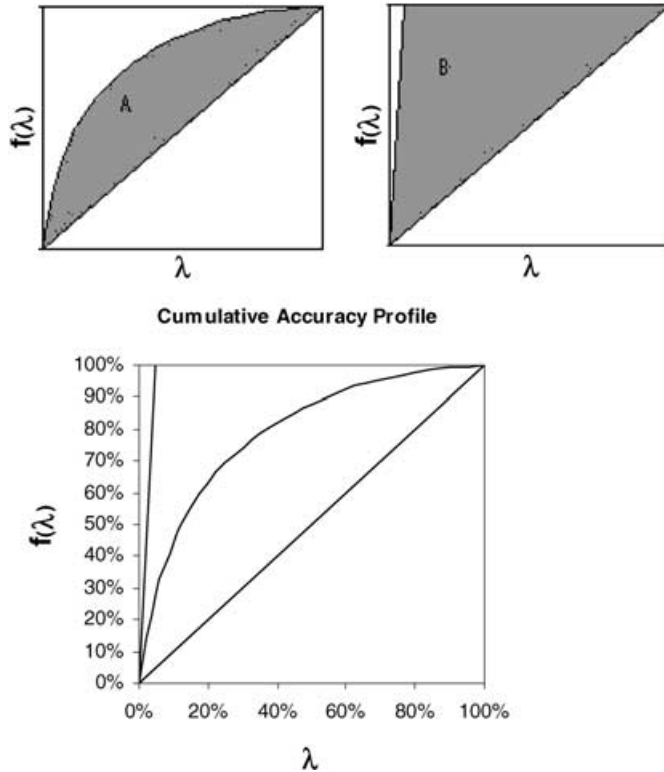 f(λ)
A
λ
f(λ)
B
λ
Cumulative Accuracy Profile
f(λ)
100%
90%
80%
70%
60%
50%
40%
30%
20%
10%
0%
0% 20% 40% 60% 80% 100%
λ